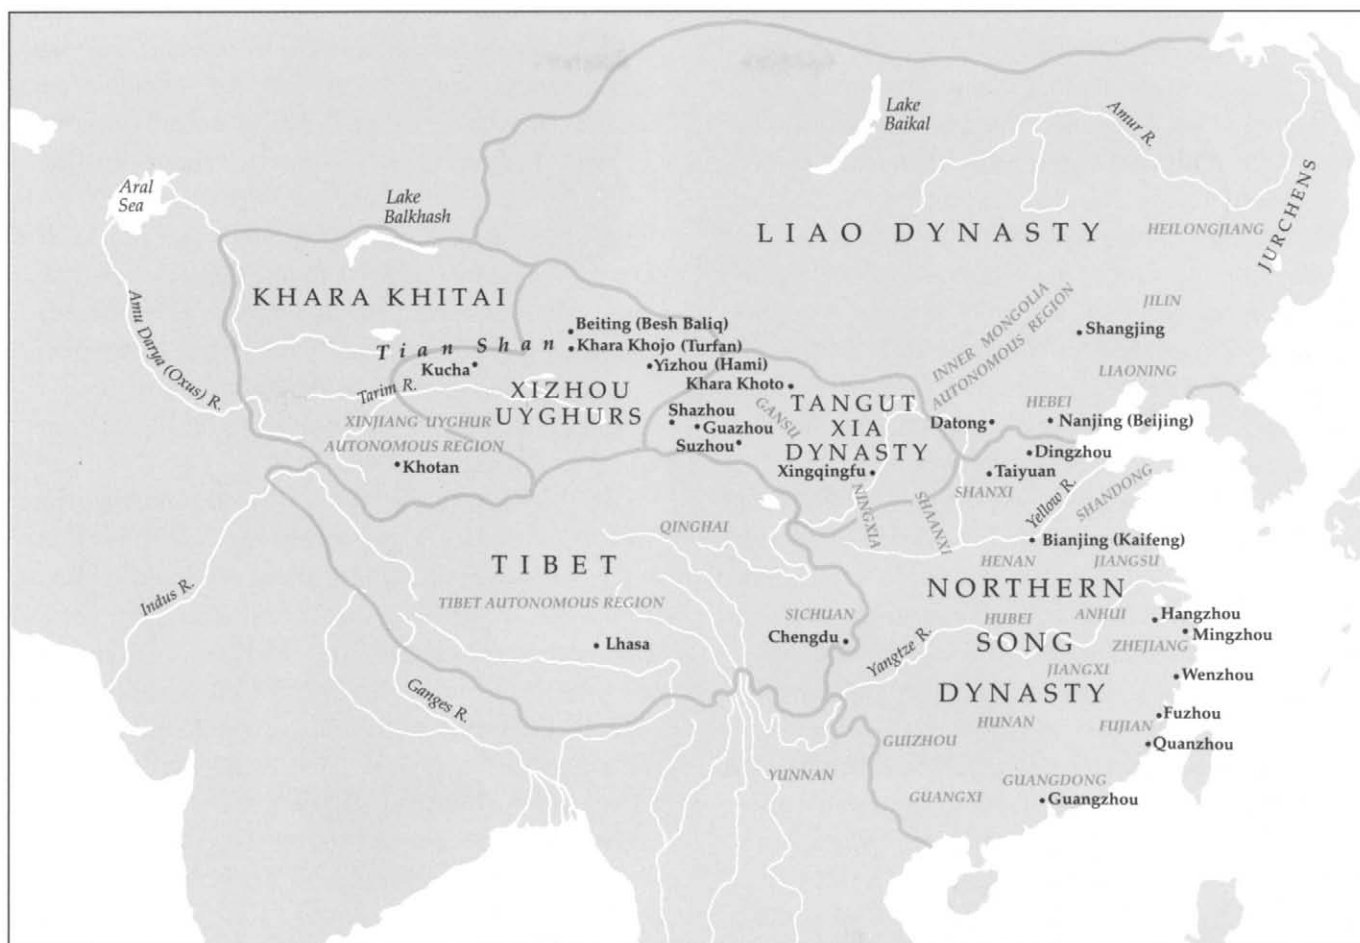 Lake
Baikal
Amur R.
Aral
Sea
Lake
Balkhash
LIAO DYNASTY
HEILONGJIANG
JURCHENS
KHARA KHITAI
Amu Darya (Oxus) R.
INNER MONGOLIA
AUTONOMOUS REGION
JILIN
Shangjing
Beiting (Besh Baliq)
Tian Shan
Khara Khojo (Turfan)
Kucha
Yizhou (Hami)
LIAONING
Tarim R.
XIZHOU
UYGHURS
Khara Khoto
GANSU
TANGUT
XIA
DYNASTY
HEBEI
XINJIANG UYGHUR
AUTONOMOUS REGION
Shazhou
Guazhou
Suzhou
Datong
Nanjing (Beijing)
Dingzhou
Khotan
Xingqingfu
Taiyuan
SHANXI
Yellow R.
SHANDONG
NINGXIA
SHAANXI
QINGHAI
Bianjing (Kaifeng)
TIBET
HENAN
JIANGSU
Indus R.
TIBET AUTONOMOUS REGION
NORTHERN
SONG
DYNASTY
SICHUAN
HUBEI
ANHUI
Hangzhou
Lhasa
Chengdu
Yangtze R.
ZHEJIANG
Mingzhou
JIANGXI
Wenzhou
Ganges R.
HUNAN
FUJIAN
Fuzhou
GUIZHOU
Quanzhou
YUNNAN
GUANGDONG
GUANGXI
Guangzhou